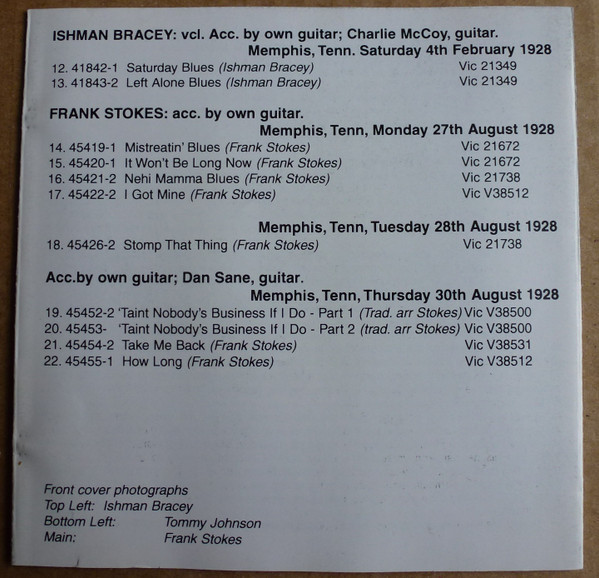 ISHMAN BRACEY: vcl. Acc. by own guitar; Charlie McCoy, guitar.
Memphis, Tenn. Saturday 4th February 1928
12. 41842-1 Saturday Blues (Ishman Bracey) Vic 21349
13. 41843-2 Left Alone Blues (Ishman Bracey) Vic 21349
FRANK STOKES: acc. by own guitar.
Memphis, Tenn, Monday 27th August 1928
14. 45419-1 Mistreatin' Blues (Frank Stokes) Vic 21672
15. 45420-1 It Won't Be Long Now (Frank Stokes) Vic 21672
16. 45421-2 Nehi Mamma Blues (Frank Stokes) Vic 21738
17. 45422-2 I Got Mine (Frank Stokes) Vic V38512
Memphis, Tenn, Tuesday 28th August 1928
18. 45426-2 Stomp That Thing (Frank Stokes) Vic 21738
Acc.by own guitar; Dan Sane, guitar.
Memphis, Tenn, Thursday 30th August 1928
19. 45452-2 'Taint Nobody's Business If I Do - Part 1 (Trad. arr Stokes) Vic V38500
20. 45453- 'Taint Nobody's Business If I Do - Part 2 (trad. arr Stokes) Vic V38500
21. 45454-2 Take Me Back (Frank Stokes) Vic V38531
22. 45455-1 How Long (Frank Stokes) Vic V38512
Front cover photographs
Top Left: Ishman Bracey
Bottom Left: Tommy Johnson
Main: Frank Stokes